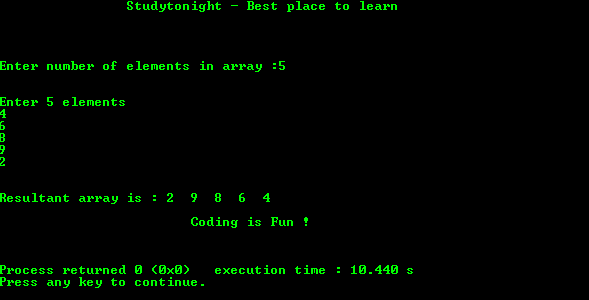 Studytonight - Best place to learn
Enter number of elements in array :5
Enter 5 elements
4
6
8
9
2
Resultant array is : 2 9 8 6 4
Coding is Fun !
Process returned 0 (0x0) execution time : 10.440 s
Press any key to continue.